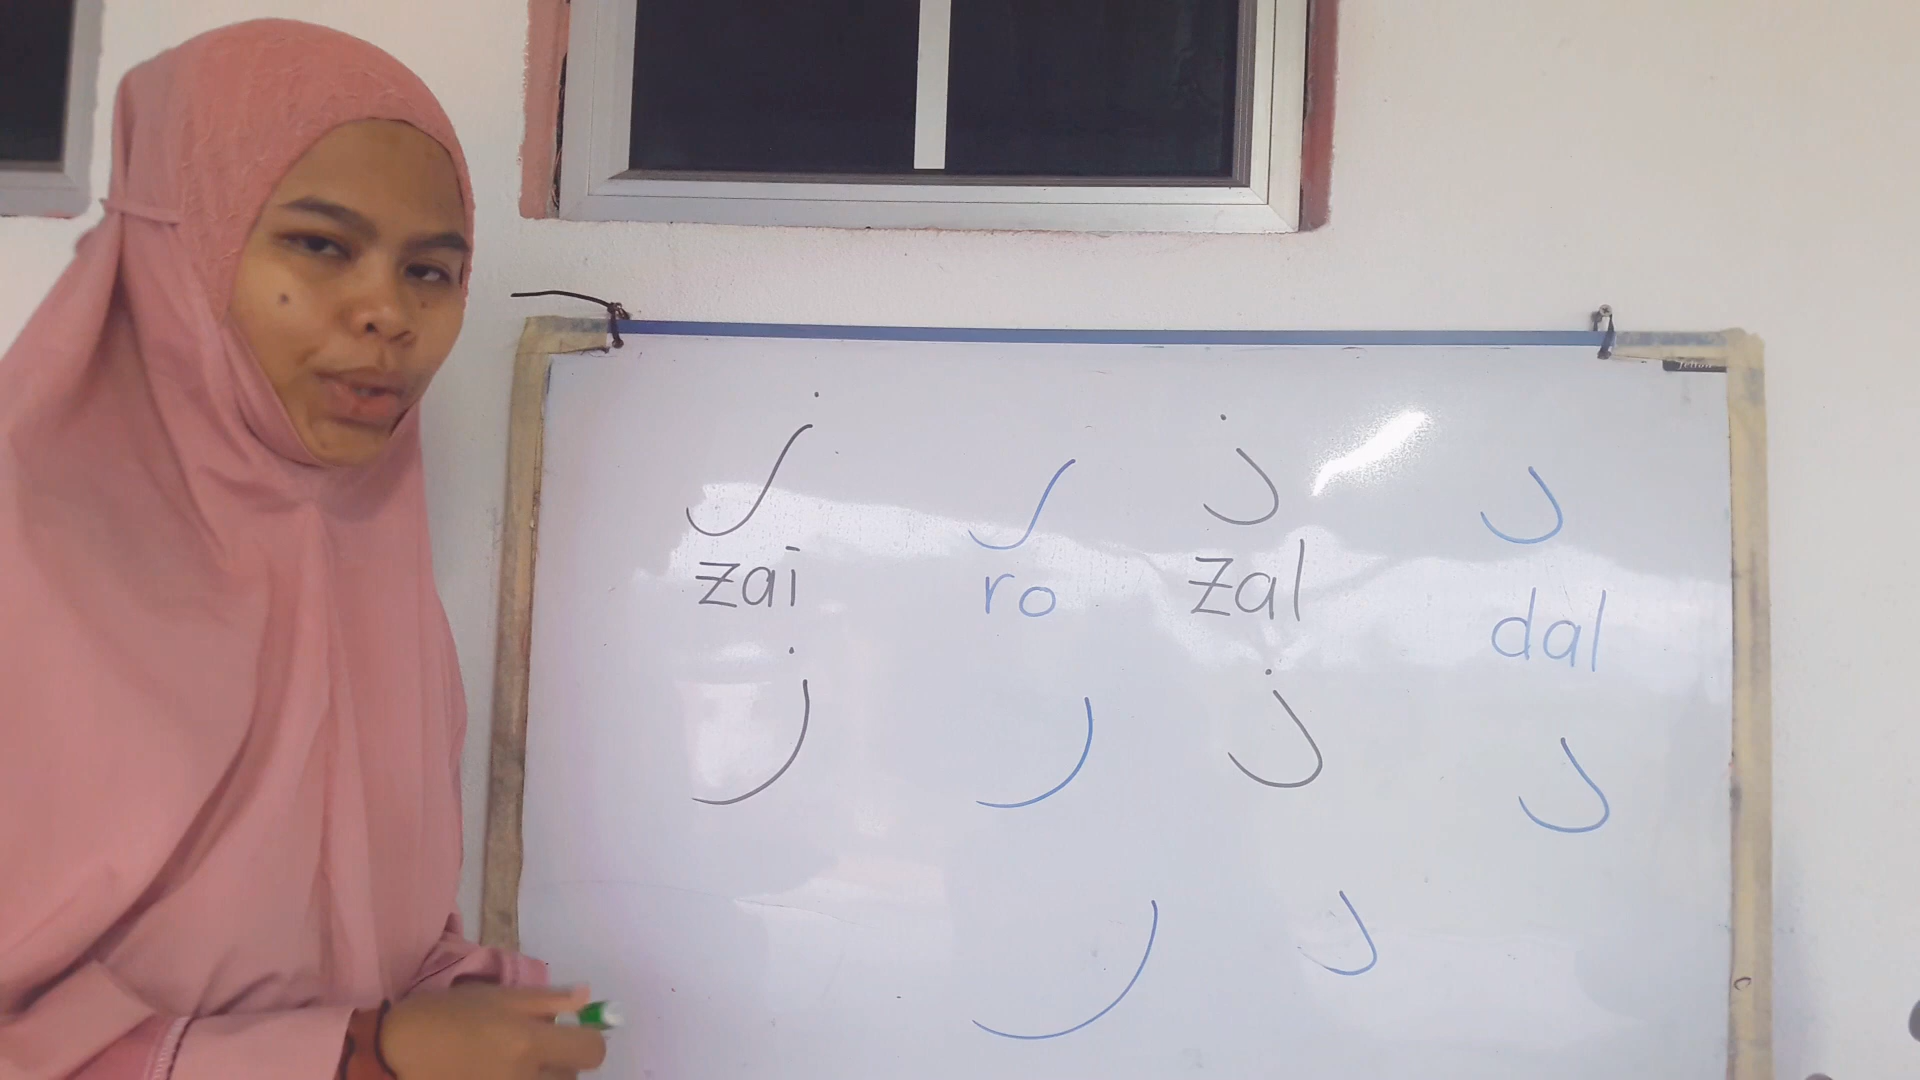 د ذ ر ز
dal zal ro zai
د ذ ر ز
د ر